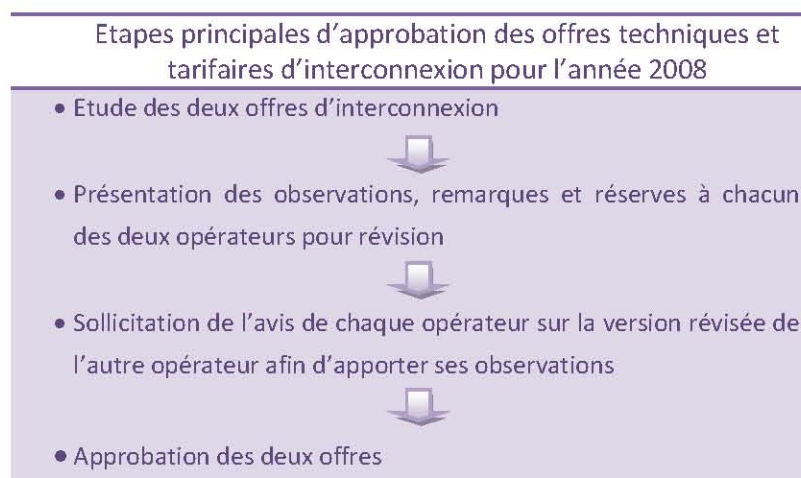 Etapes principales d’approbation des offres techniques et
tarifaires d’interconnexion pour l’année 2008
• Etude des deux offres d’interconnexion
• Présentation des observations, remarques et réserves à chacun
des deux opérateurs pour révision
• Sollicitation de l’avis de chaque opérateur sur la version révisée de
l’autre opérateur afin d’apporter ses observations
• Approbation des deux offres